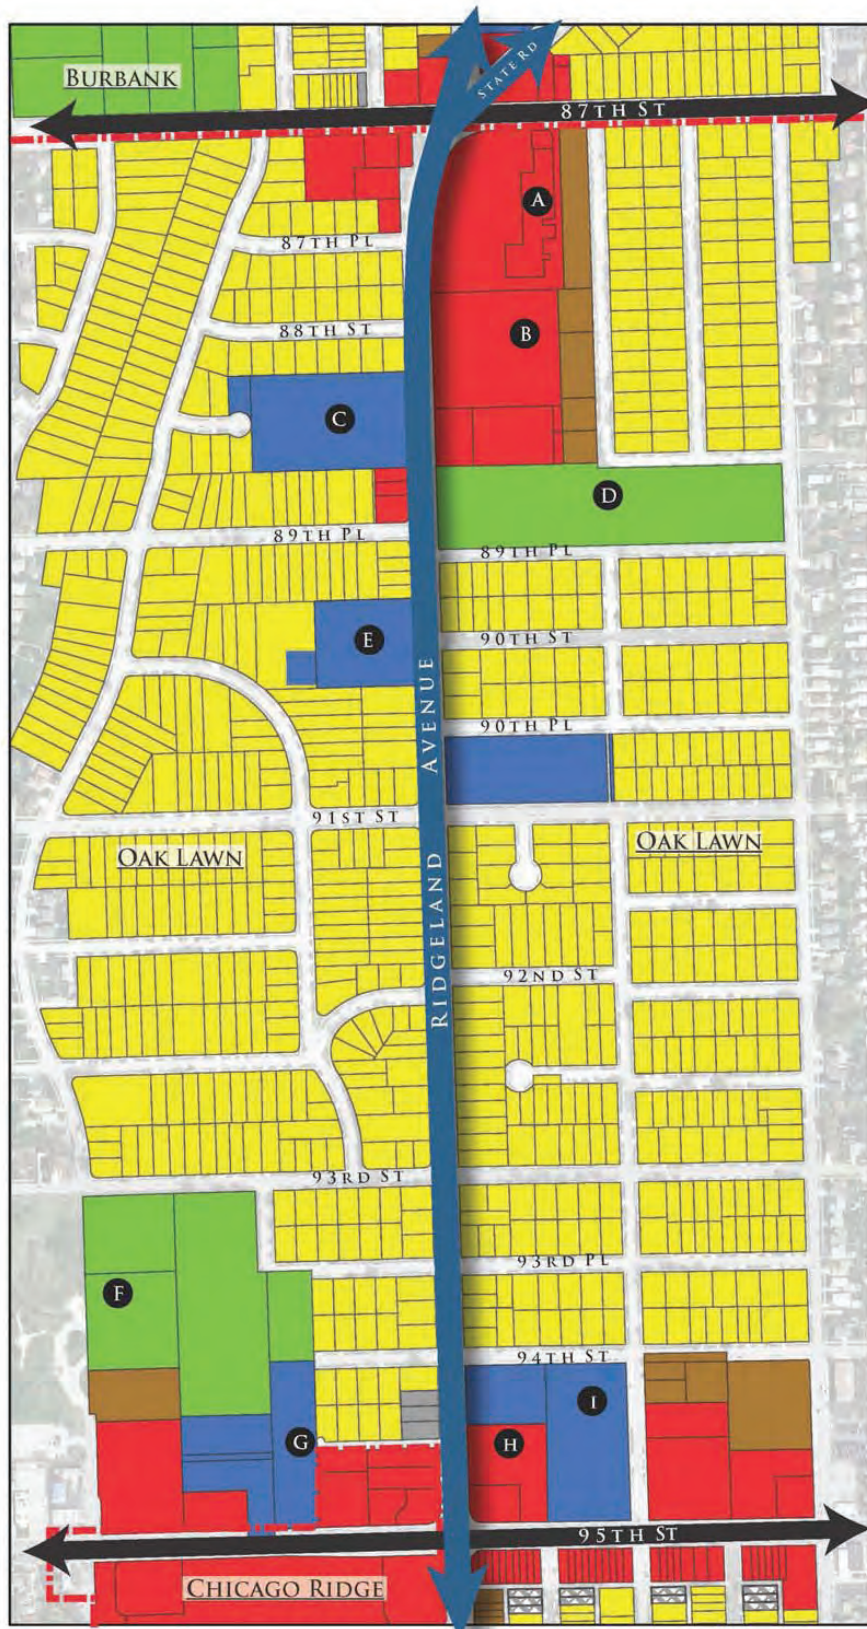 BURBANK
STATE RD
87TH ST
A
87TH PL
B
88TH ST
C
D
89TH PL
89TH PL
E
90TH ST
90TH PL
RIDGELAND AVENUE
91ST ST
OAK LAWN
OAK LAWN
92ND ST
93RD ST
93RD PL
F
94TH ST
I
G
H
95TH ST
CHICAGO RIDGE